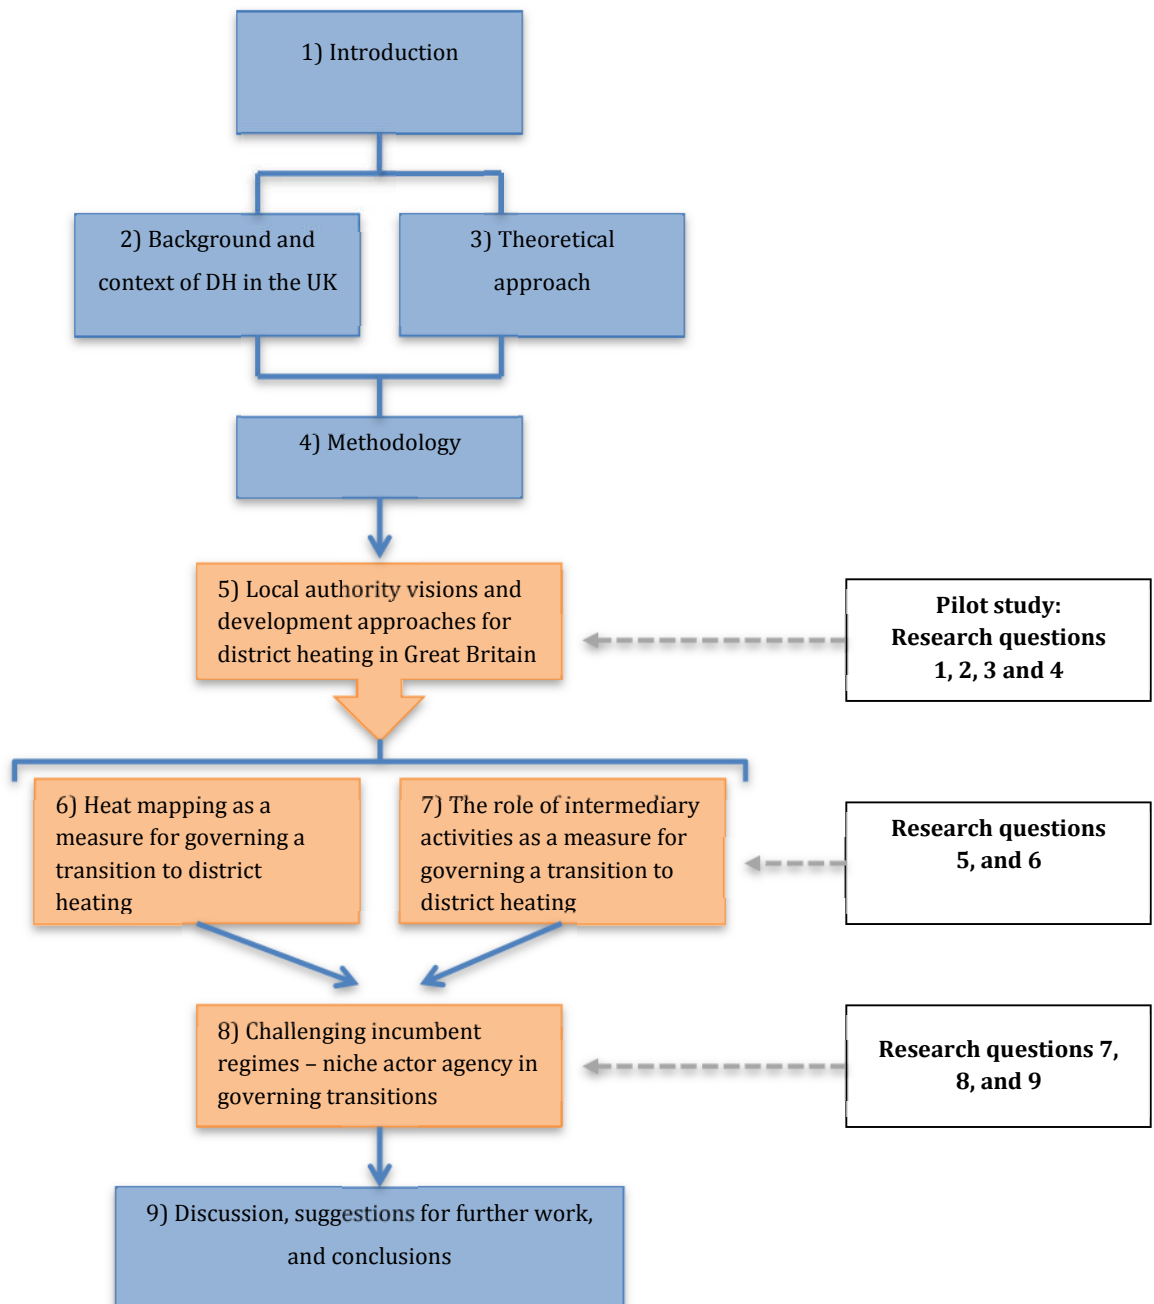 1) Introduction
2) Background and
context of DH in the UK
3) Theoretical
approach
4) Methodology
5) Local authority visions and
development approaches for
district heating in Great Britain
Pilot study:
Research questions
1, 2, 3 and 4
6) Heat mapping as a
measure for governing a
transition to district
heating
7) The role of intermediary
activities as a measure for
governing a transition to
district heating
Research questions
5, and 6
8) Challenging incumbent
regimes – niche actor agency in
governing transitions
Research questions 7,
8, and 9
9) Discussion, suggestions for further work,
and conclusions